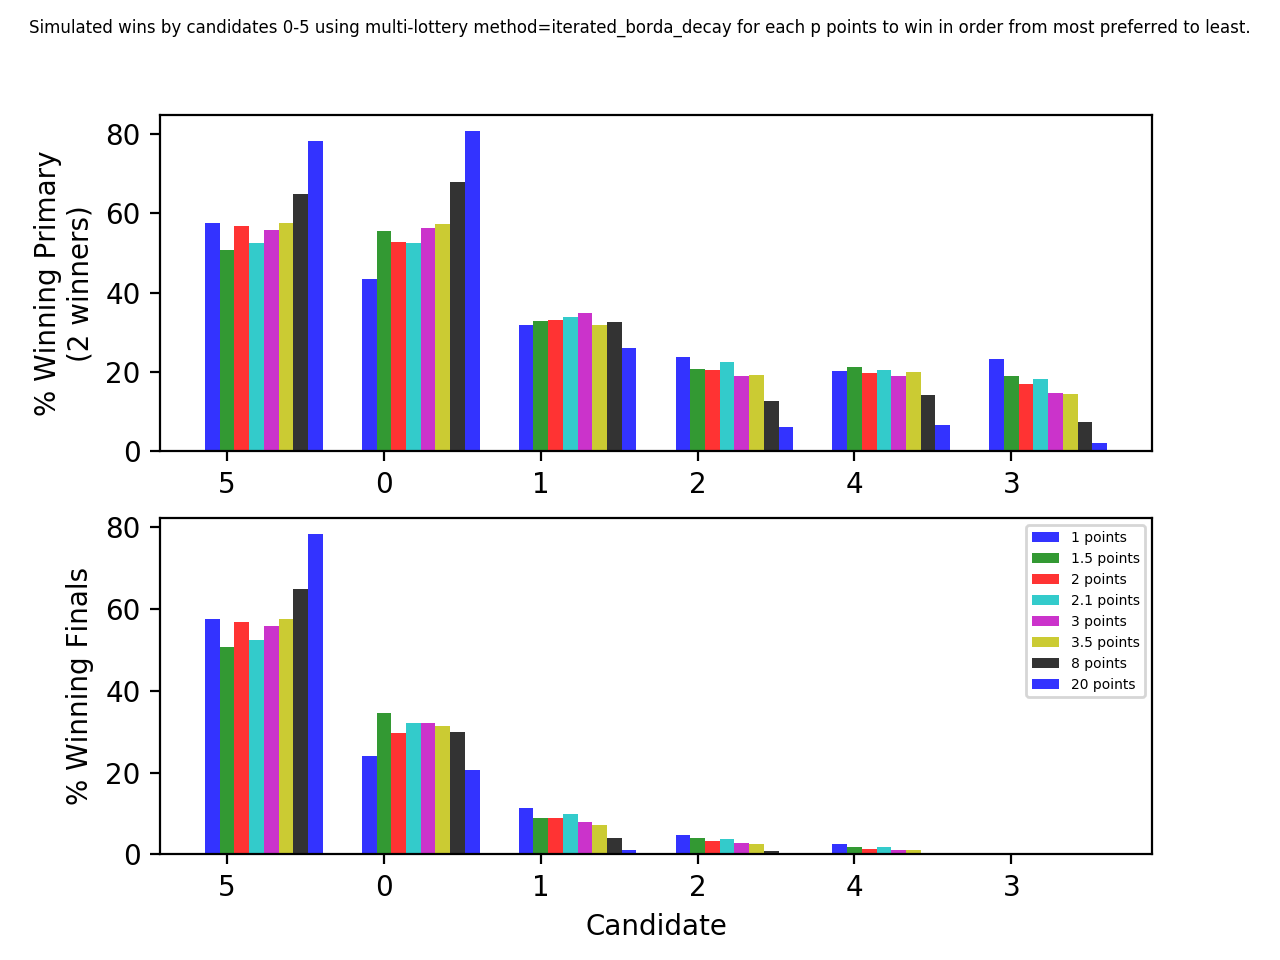 Simulated wins by candidates 0-5 using multi-lottery method=iterated_borda_decay for each p points to win in order from most preferred to least.
% Winning Primary
(2 winners)
80
60
40
20
0
5 0 1 2 4 3
% Winning Finals
80
60
40
20
0
1 points
1.5 points
2 points
2.1 points
3 points
3.5 points
8 points
20 points
5 0 1 2 4 3
Candidate